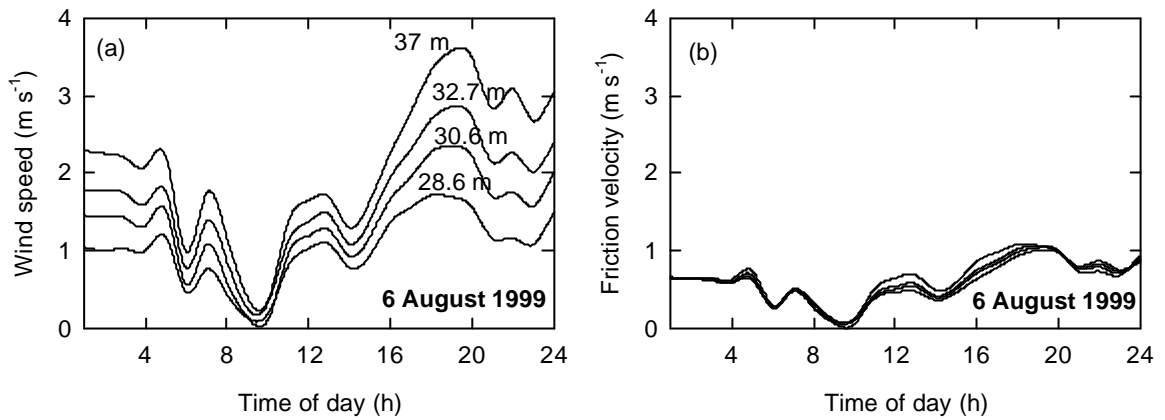 (a)
37 m
32.7 m
30.6 m
28.6 m
6 August 1999
Wind speed (m s⁻¹)
4
3
2
1
0
4 8 12 16 20 24
Time of day (h)
(b)
6 August 1999
Friction velocity (m s⁻¹)
4
3
2
1
0
4 8 12 16 20 24
Time of day (h)